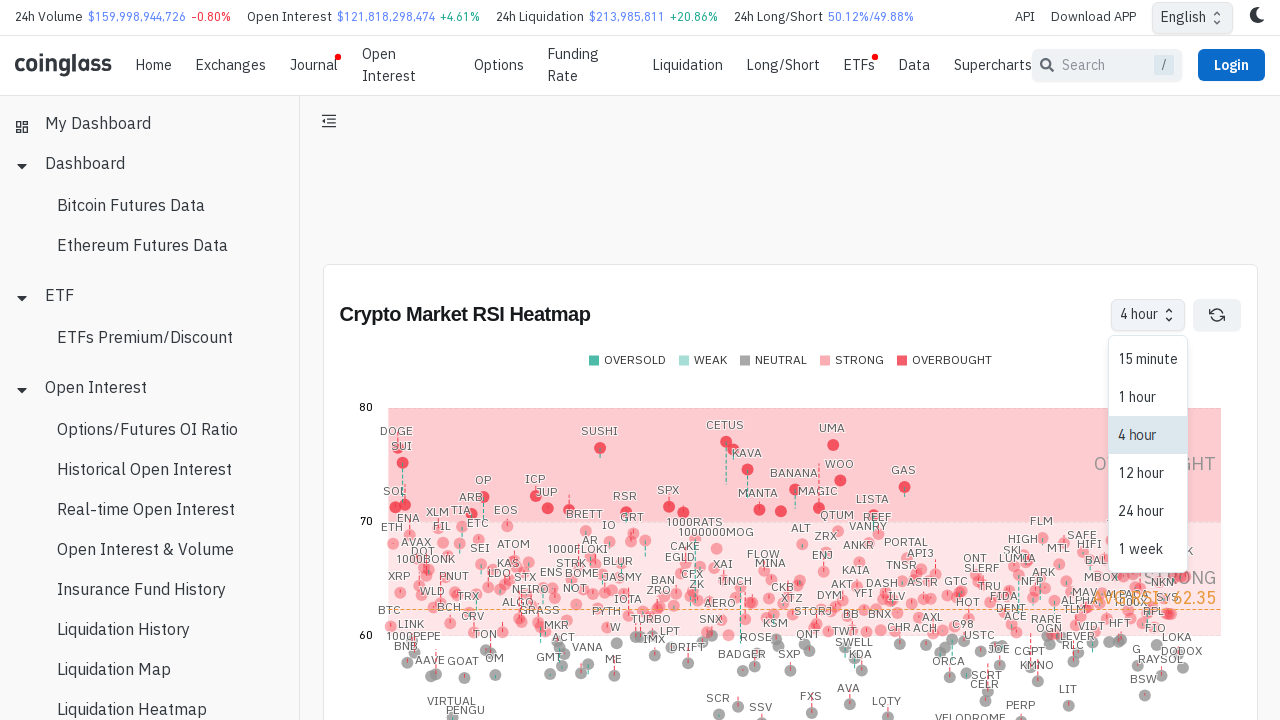 24h Volume $159,998,944,726 -0.80% Open Interest $121,818,298,474 +4.61% 24h Liquidation $213,985,811 +20.86% 24h Long/Short 50.12%/49.88% API Download APP English
coinglass Home Exchanges Journal Open Interest Options Funding Rate Liquidation Long/Short ETFs Data Supercharts Search / Login
My Dashboard
Dashboard
Bitcoin Futures Data
Ethereum Futures Data
ETF
ETFs Premium/Discount
Open Interest
Options/Futures OI Ratio
Historical Open Interest
Real-time Open Interest
Open Interest & Volume
Insurance Fund History
Liquidation History
Liquidation Map
Liquidation Heatmap
Crypto Market RSI Heatmap
4 hour
15 minute
1 hour
4 hour
12 hour
24 hour
1 week
OVERSOLD WEAK NEUTRAL STRONG OVERBOUGHT
80
DOGE SUSHI CETUS UMA
SUI KAVA WOO
OP ICP BANANA GAS
SOL ARB JUP RSR SPX MANTA MAGIC LISTA
70
ENA XLM TIA EOS BRETT GRT QTUM REEF FLM
ETH FIL ETC IO 1000RATS ALT VANRY
AVAX AR 1000000MOG ZRX HIGH SAFE
DOT SEI ATOM 1000FLOKI CAKE FLOW ANKR PORTAL SKL MTL HIFI
1000BONK KAS STRK BLUR EGLD XAI MINA ENJ API3 ONT LUMIA
XRP PNUT LDO STX ENS BOME JASMY CFX KAIA TNSR SLERF ARK MBOX
WLD TRX NEIRO NOT BAN ZK 1INCH CKB AKT DASH ASTR GTC TRU NFP NKN
BCH ALGO IOTA ZRO AERO XTZ DYM YFI ILV HOT FIDA ALPHA
BTC CRV GRASS PYTH STORJ BB BNX DENT TLM
LINK MKR W TURBO SNX KSM AXL ACE RARE VIDT HFT RPL
1000PEPE TON ACT LPT ROSE QNT TWT CHR ACH C98 USTC OGN LEVER FIO LOKA
60
BNB VANA IMX DRIFT SWELL JOE CGPT RLC G DODOX
AAVE GOAT OM GMT ME BADGER SXP KDA ORCA KMNO RAYSOL
SCRT BSW
VIRTUAL SCR FXS AVA CELR LIT
PENGU SSV LQTY PERP
VELODROME
STRONG
62.35